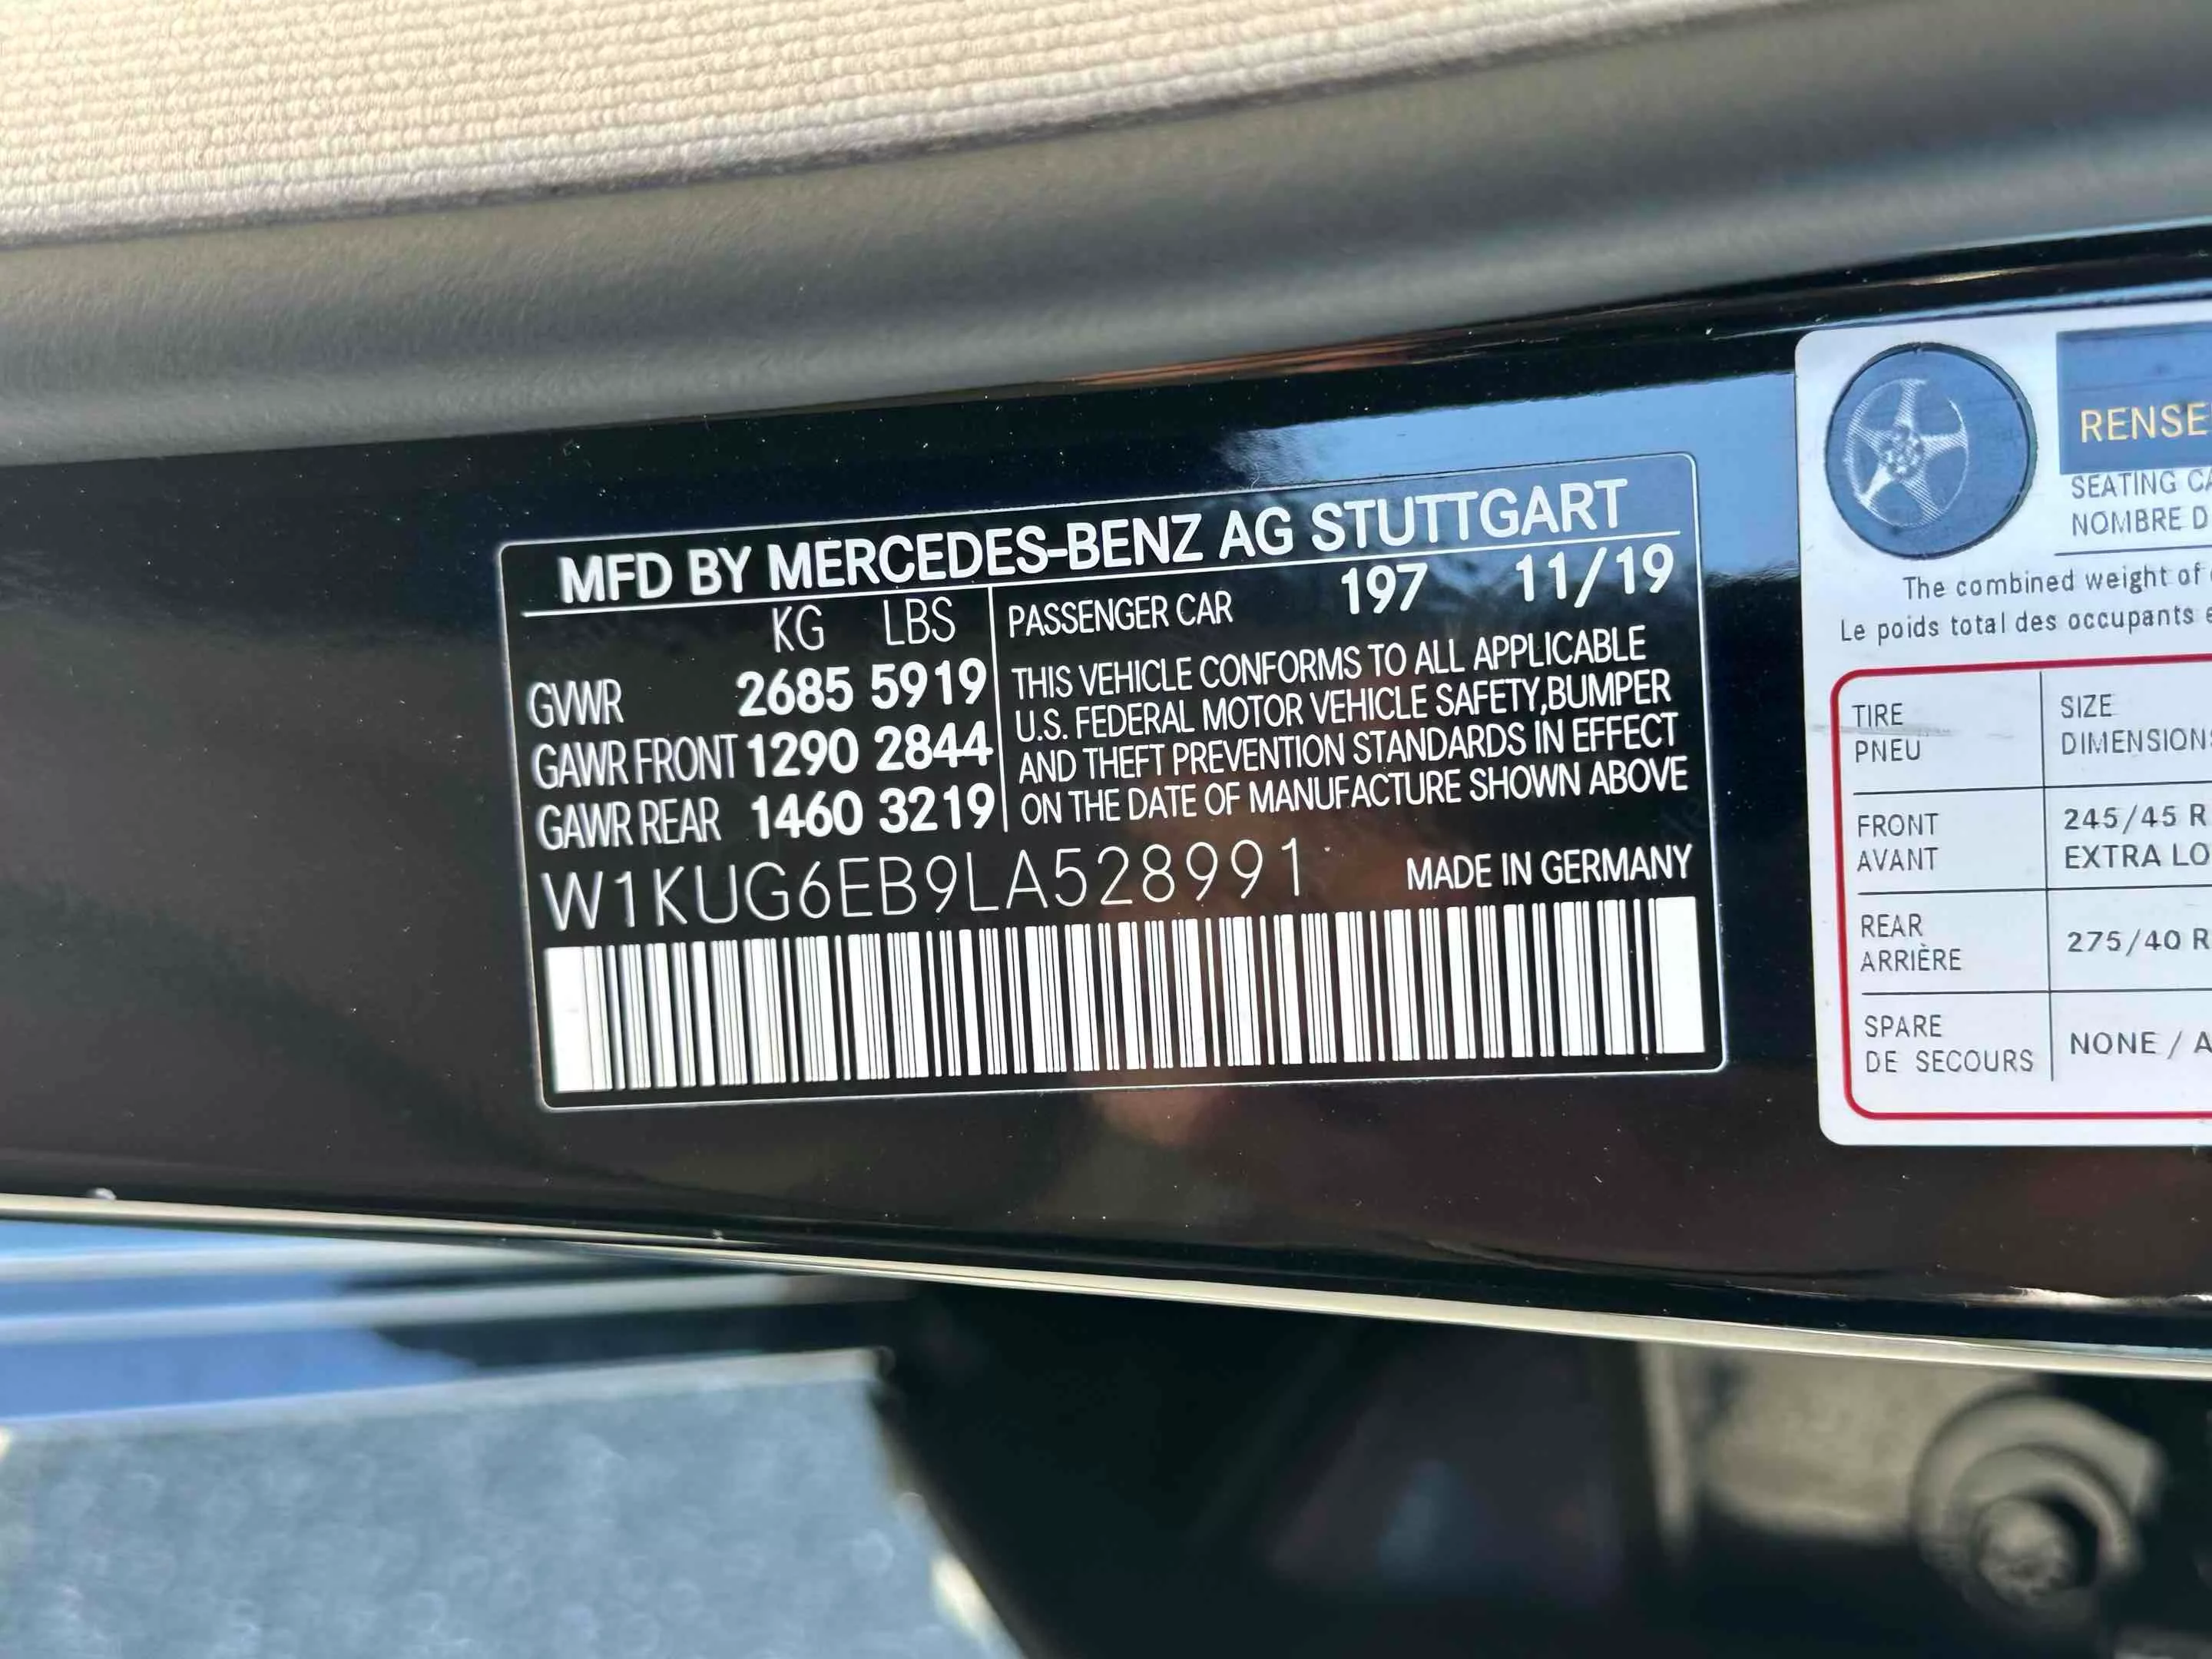 MFD BY MERCEDES-BENZ AG STUTTGART
KG LBS
GVWR 2685 5919
GAWR FRONT 1290 2844
GAWR REAR 1460 3219
PASSENGER CAR 197 11/19
THIS VEHICLE CONFORMS TO ALL APPLICABLE
U.S. FEDERAL MOTOR VEHICLE SAFETY,BUMPER
AND THEFT PREVENTION STANDARDS IN EFFECT
ON THE DATE OF MANUFACTURE SHOWN ABOVE
W1KUG6EB9LA528991 MADE IN GERMANY
RENSE
SEATING CA
NOMBRE D
The combined weight of
Le poids total des occupants e
TIRE
PNEU
SIZE
DIMENSIONS
FRONT
AVANT
245/45 R
EXTRA LO
REAR
ARRIÈRE
275/40 R
SPARE
DE SECOURS
NONE / A